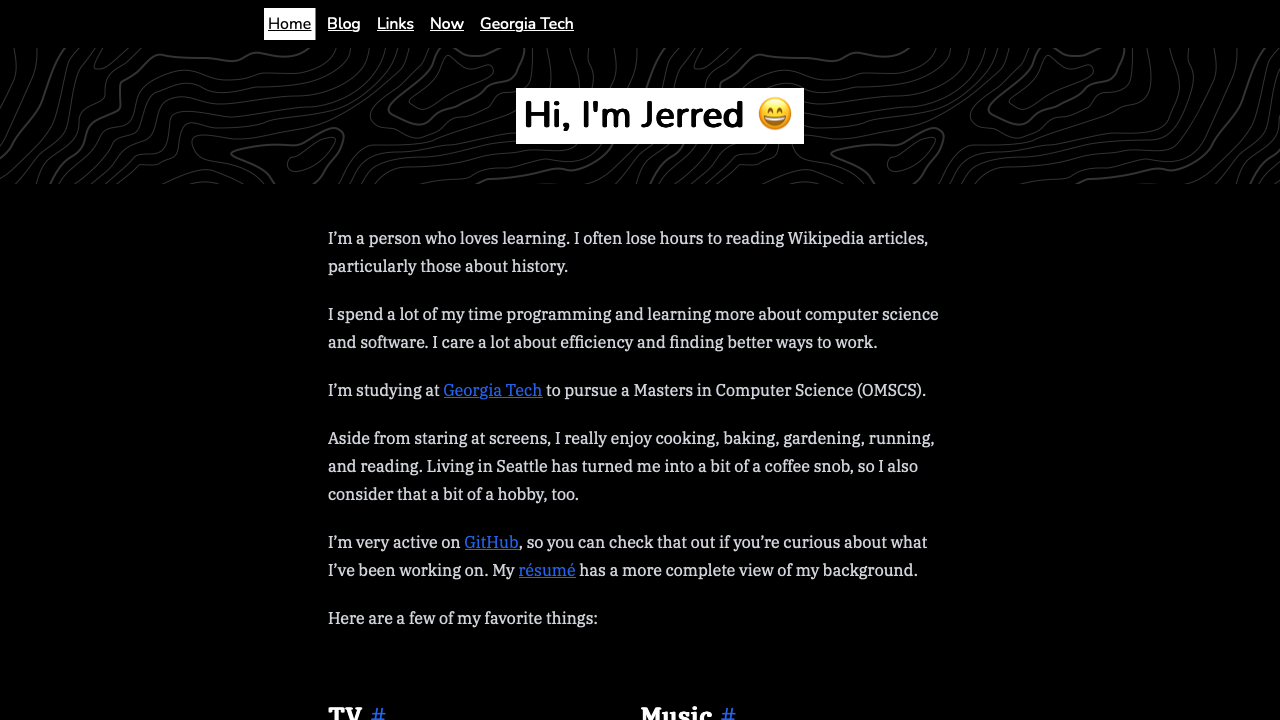 Home Blog Links Now Georgia Tech
Hi, I'm Jerred 😄
I’m a person who loves learning. I often lose hours to reading Wikipedia articles,
particularly those about history.
I spend a lot of my time programming and learning more about computer science
and software. I care a lot about efficiency and finding better ways to work.
I’m studying at Georgia Tech to pursue a Masters in Computer Science (OMSCS).
Aside from staring at screens, I really enjoy cooking, baking, gardening, running,
and reading. Living in Seattle has turned me into a bit of a coffee snob, so I also
consider that a bit of a hobby, too.
I’m very active on GitHub, so you can check that out if you’re curious about what
I’ve been working on. My résumé has a more complete view of my background.
Here are a few of my favorite things:
TV # Music #